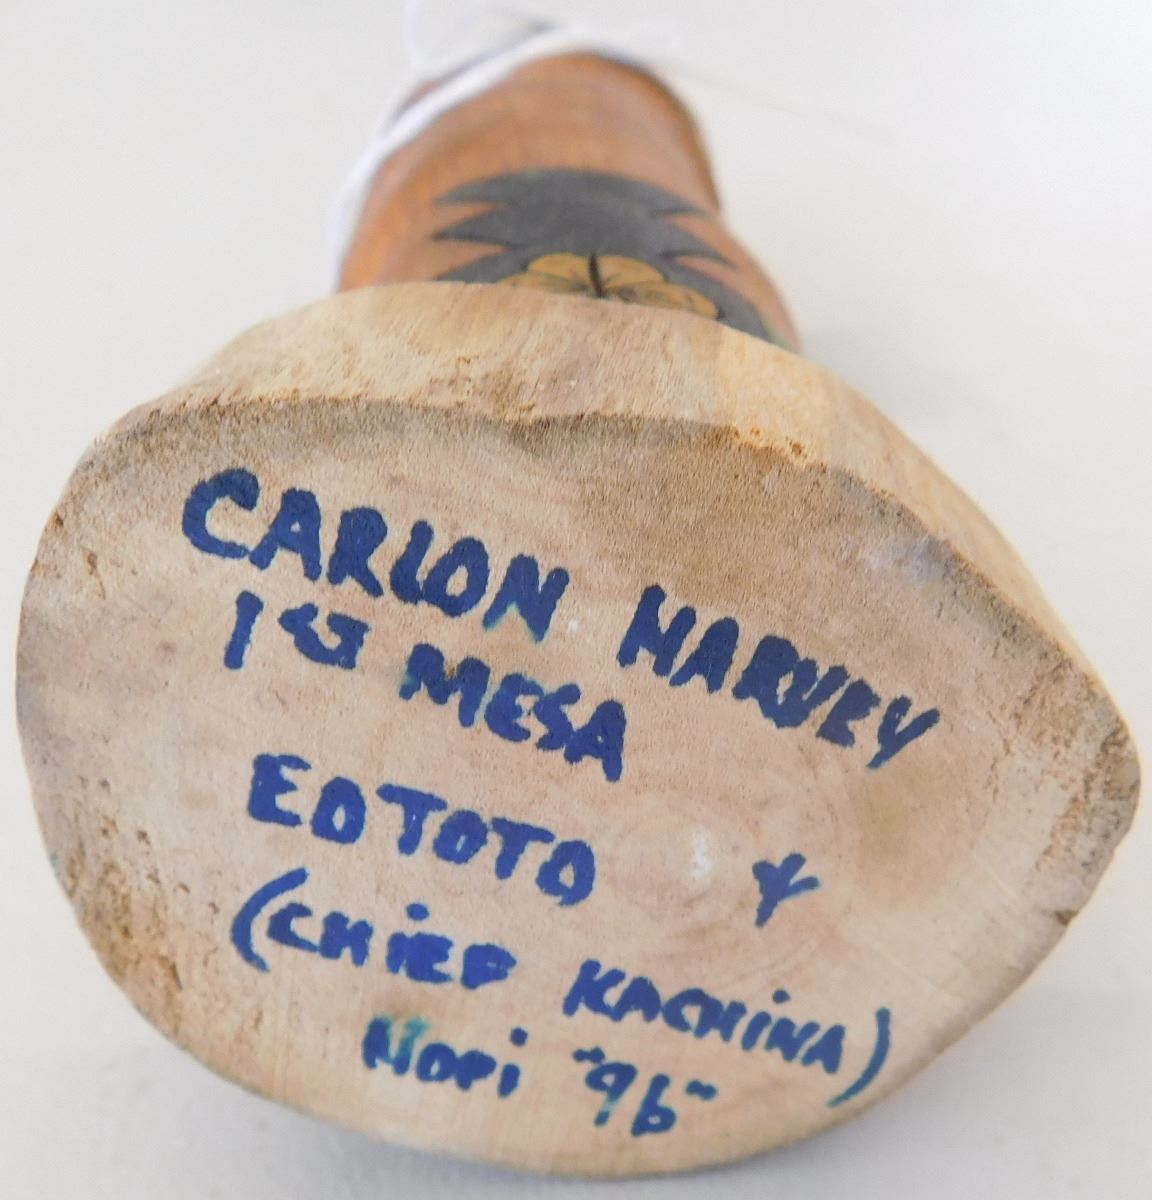 CARLON HARVEY
1ST MESA
EOTOTO
(CHIEF KACHINA)
HOPI "96"